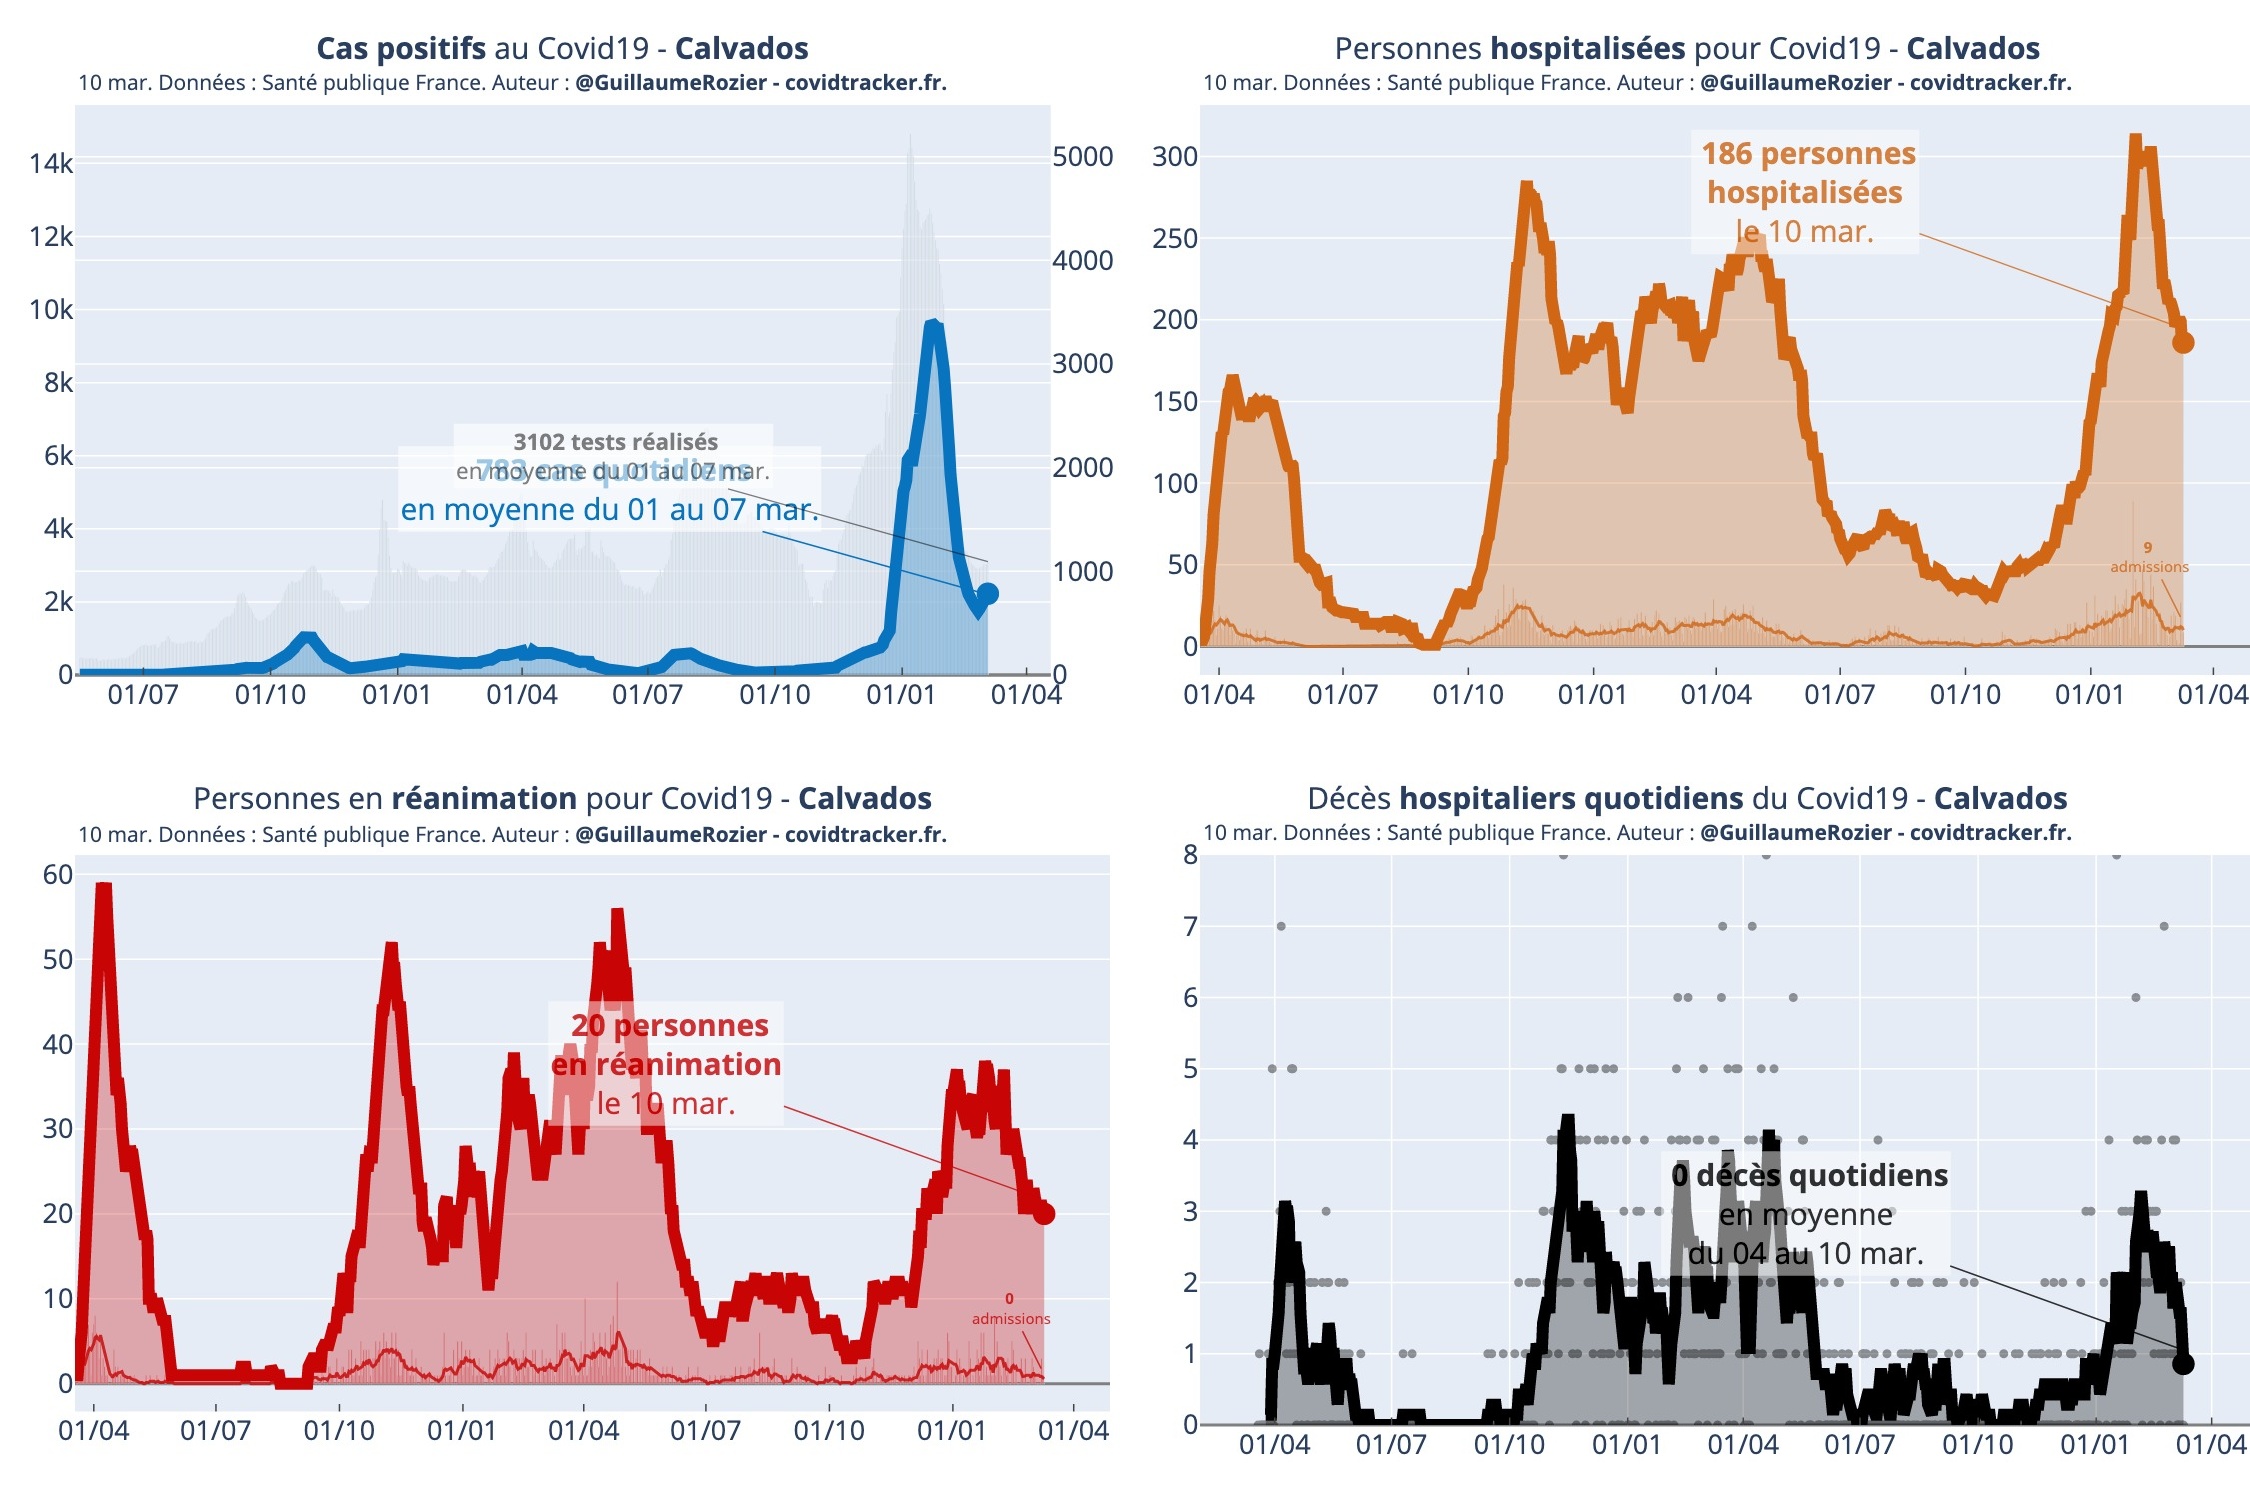 Cas positifs au Covid19 - Calvados
10 mar. Données : Santé publique France. Auteur : @GuillaumeRozier - covidtracker.fr.
14k
12k
10k
8k
6k
4k
2k
0
5000
4000
3000
2000
1000
0
3102 tests réalisés
en moyenne du 01 au 07 mar.
783 cas quotidiens
en moyenne du 01 au 07 mar.
01/07 01/10 01/01 01/04 01/07 01/10 01/01 01/04
Personnes hospitalisées pour Covid19 - Calvados
10 mar. Données : Santé publique France. Auteur : @GuillaumeRozier - covidtracker.fr.
300
250
200
150
100
50
0
186 personnes
hospitalisées
le 10 mar.
9
admissions
01/04 01/07 01/10 01/01 01/04 01/07 01/10 01/01 01/04
Personnes en réanimation pour Covid19 - Calvados
10 mar. Données : Santé publique France. Auteur : @GuillaumeRozier - covidtracker.fr.
60
50
40
30
20
10
0
20 personnes
en réanimation
le 10 mar.
0
admissions
01/04 01/07 01/10 01/01 01/04 01/07 01/10 01/01 01/04
Décès hospitaliers quotidiens du Covid19 - Calvados
10 mar. Données : Santé publique France. Auteur : @GuillaumeRozier - covidtracker.fr.
8
7
6
5
4
3
2
1
0
0 décès quotidiens
en moyenne
du 04 au 10 mar.
01/04 01/07 01/10 01/01 01/04 01/07 01/10 01/01 01/04